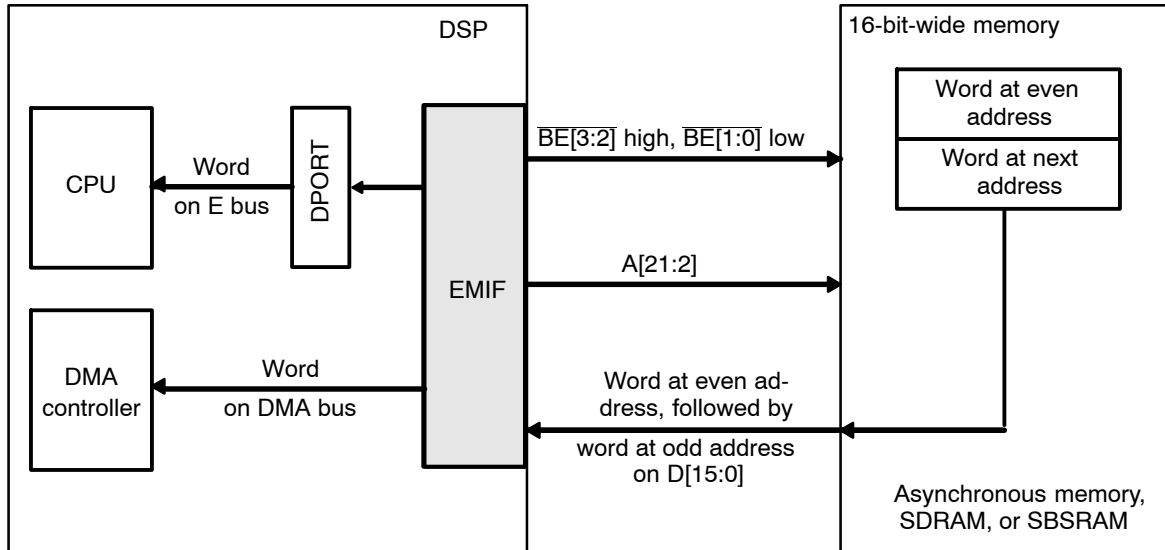 DSP
16-bit-wide memory
Word at even
address
Word at next
address
BE[3:2] high, BE[1:0] low
CPU
Word
on E bus
DPORT
A[21:2]
EMIF
DMA
controller
Word
on DMA bus
Word at even ad-
dress, followed by
word at odd address
on D[15:0]
Asynchronous memory,
SDRAM, or SBSRAM